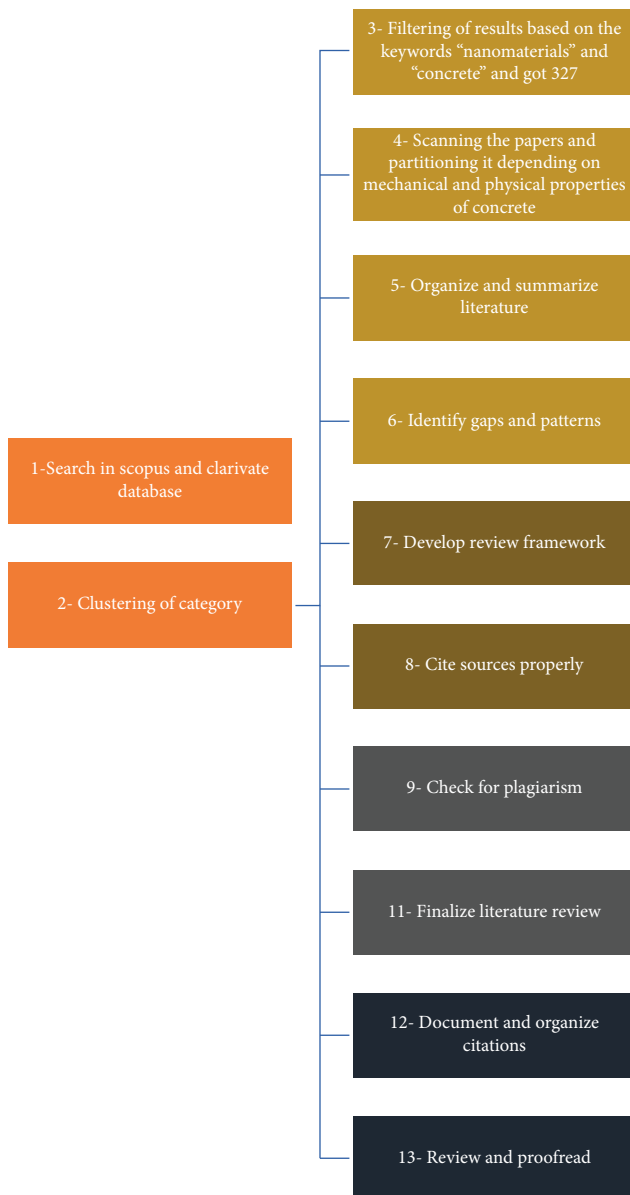 3- Filtering of results based on the
keywords “nanomaterials” and
“concrete” and got 327
4- Scanning the papers and
partitioning it depending on
mechanical and physical properties
of concrete
5- Organize and summarize
literature
6- Identify gaps and patterns
1-Search in scopus and clarivate
database
7- Develop review framework
2- Clustering of category
8- Cite sources properly
9- Check for plagiarism
11- Finalize literature review
12- Document and organize
citations
13- Review and proofread